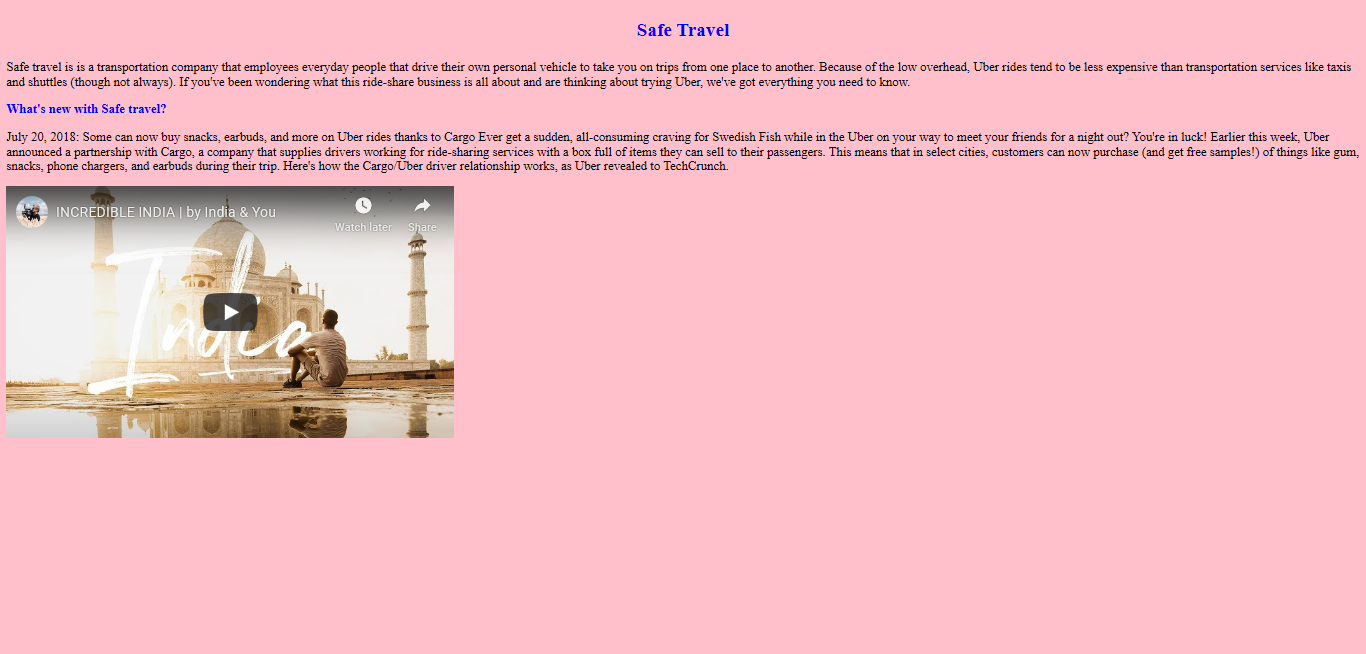 Safe Travel
Safe travel is is a transportation company that employees everyday people that drive their own personal vehicle to take you on trips from one place to another. Because of the low overhead, Uber rides tend to be less expensive than transportation services like taxis
and shuttles (though not always). If you've been wondering what this ride-share business is all about and are thinking about trying Uber, we've got everything you need to know.
What's new with Safe travel?
July 20, 2018: Some can now buy snacks, earbuds, and more on Uber rides thanks to Cargo Ever get a sudden, all-consuming craving for Swedish Fish while in the Uber on your way to meet your friends for a night out? You're in luck! Earlier this week, Uber
announced a partnership with Cargo, a company that supplies drivers working for ride-sharing services with a box full of items they can sell to their passengers. This means that in select cities, customers can now purchase (and get free samples!) of things like gum,
snacks, phone chargers, and earbuds during their trip. Here's how the Cargo/Uber driver relationship works, as Uber revealed to TechCrunch.
INCREDIBLE INDIA | by India & You
Watch later
Share
India